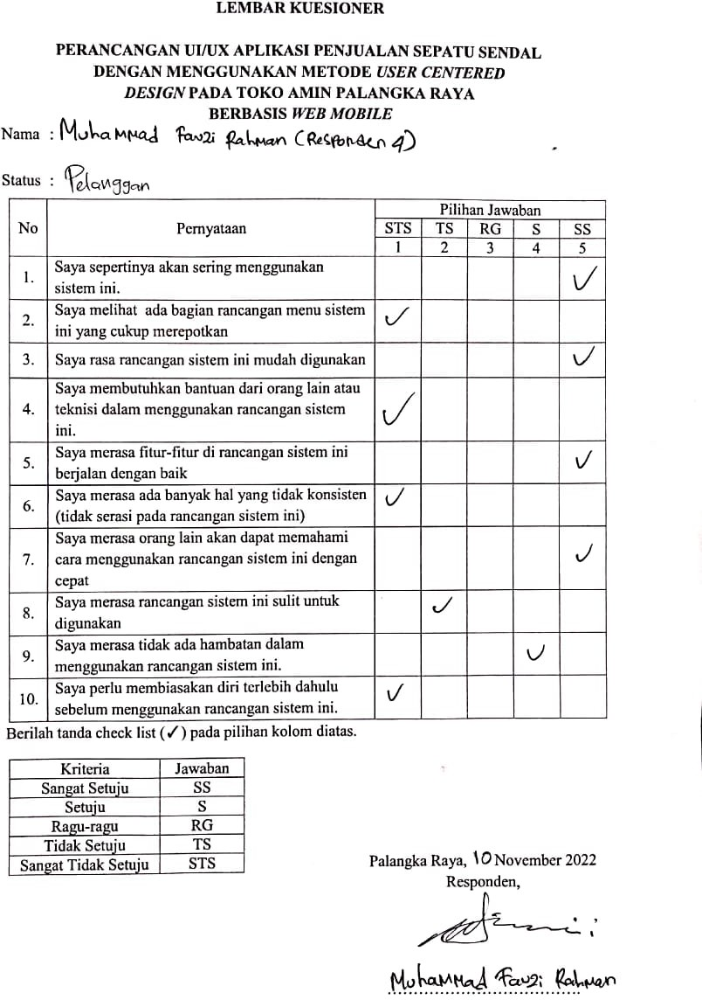 LEMBAR KUESIONER
PERANCANGAN UI/UX APLIKASI PENJUALAN SEPATU SENDAL
DENGAN MENGGUNAKAN METODE USER CENTERED
DESIGN PADA TOKO AMIN PALANGKA RAYA
BERBASIS WEB MOBILE
Nama : Muhammad Fauzi Rahman (Responden 4)
Status : Pelanggan
No Pernyataan Pilihan Jawaban
STS TS RG S SS
1 2 3 4 5
1. Saya sepertinya akan sering menggunakan
sistem ini. ✓
2. Saya melihat ada bagian rancangan menu sistem
ini yang cukup merepotkan ✓
3. Saya rasa rancangan sistem ini mudah digunakan ✓
4. Saya membutuhkan bantuan dari orang lain atau
teknisi dalam menggunakan rancangan sistem ✓
ini.
5. Saya merasa fitur-fitur di rancangan sistem ini
berjalan dengan baik ✓
6. Saya merasa ada banyak hal yang tidak konsisten ✓
(tidak serasi pada rancangan sistem ini)
7. Saya merasa orang lain akan dapat memahami
cara menggunakan rancangan sistem ini dengan ✓
cepat
8. Saya merasa rancangan sistem ini sulit untuk ✓
digunakan
9. Saya merasa tidak ada hambatan dalam ✓
menggunakan rancangan sistem ini.
10. Saya perlu membiasakan diri terlebih dahulu ✓
sebelum menggunakan rancangan sistem ini.
Berilah tanda check list (✓) pada pilihan kolom diatas.
Kriteria Jawaban
Sangat Setuju SS
Setuju S
Ragu-ragu RG
Tidak Setuju TS
Sangat Tidak Setuju STS
Palangka Raya, 10 November 2022
Responden,
Muhammad Fauzi Rahman